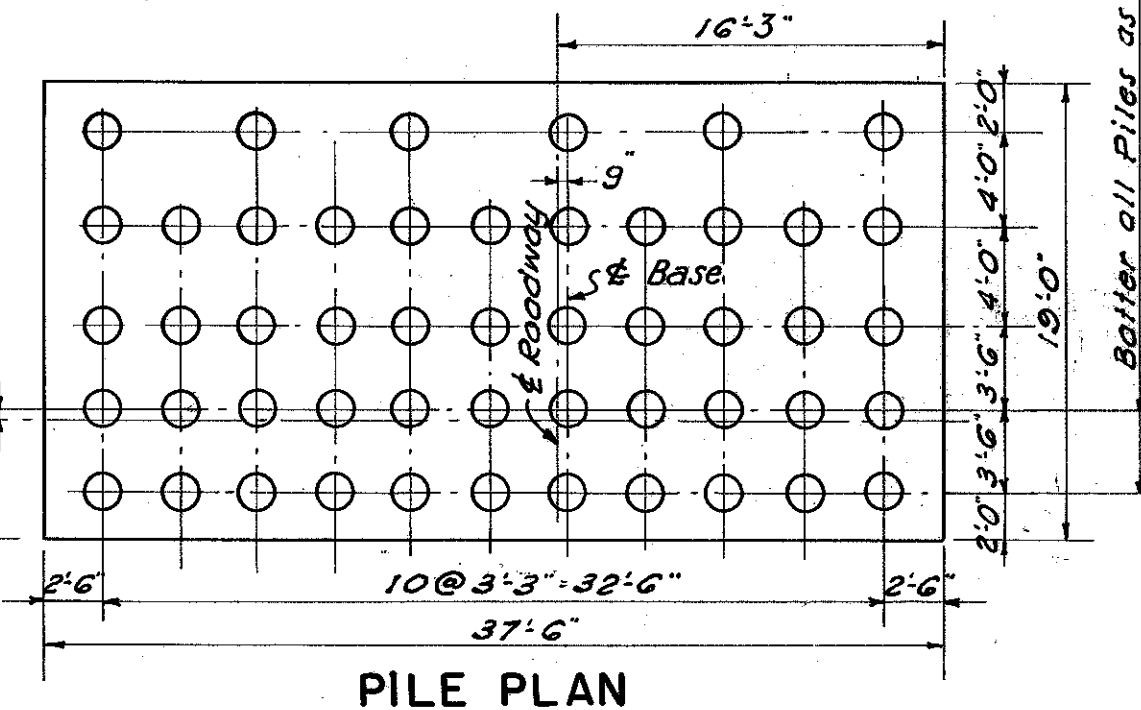 16'-3"
9"
℄ Roadway
℄ Base
2'-0"
4'-0"
4'-0"
3'-6"
3'-6"
2'-0"
19'-0"
Batter all Piles as
2'-6"
10 @ 3'-3" = 32'-6"
2'-6"
37'-6"
PILE PLAN